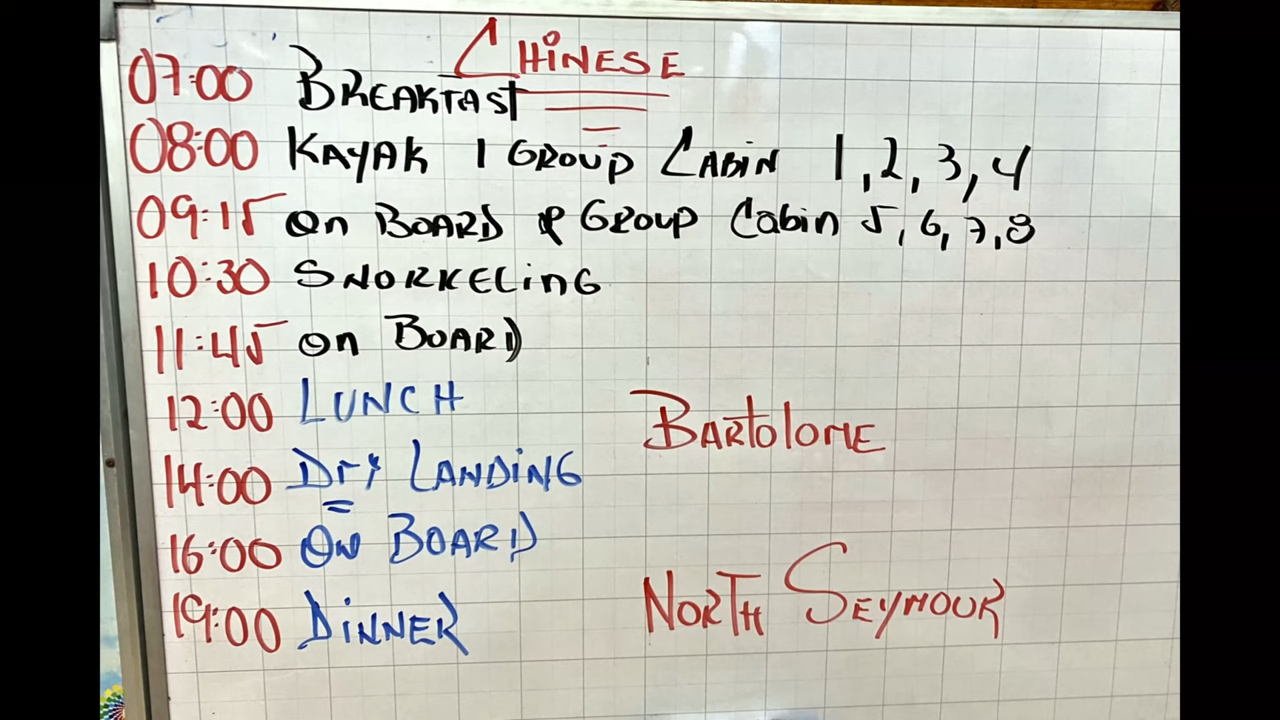 CHINESE
07:00 BREAKFAST
08:00 KAYAK 1 GROUP CABIN 1,2,3,4
09:15 On BOARD & GROUP Cabin 5,6,7,8
10:30 SNORKELING
11:45 On BOARD
12:00 LUNCH
BARTOLOME
14:00 Dry LANDING
16:00 ON BOARD
NORTH SEYMOUR
19:00 DINNER